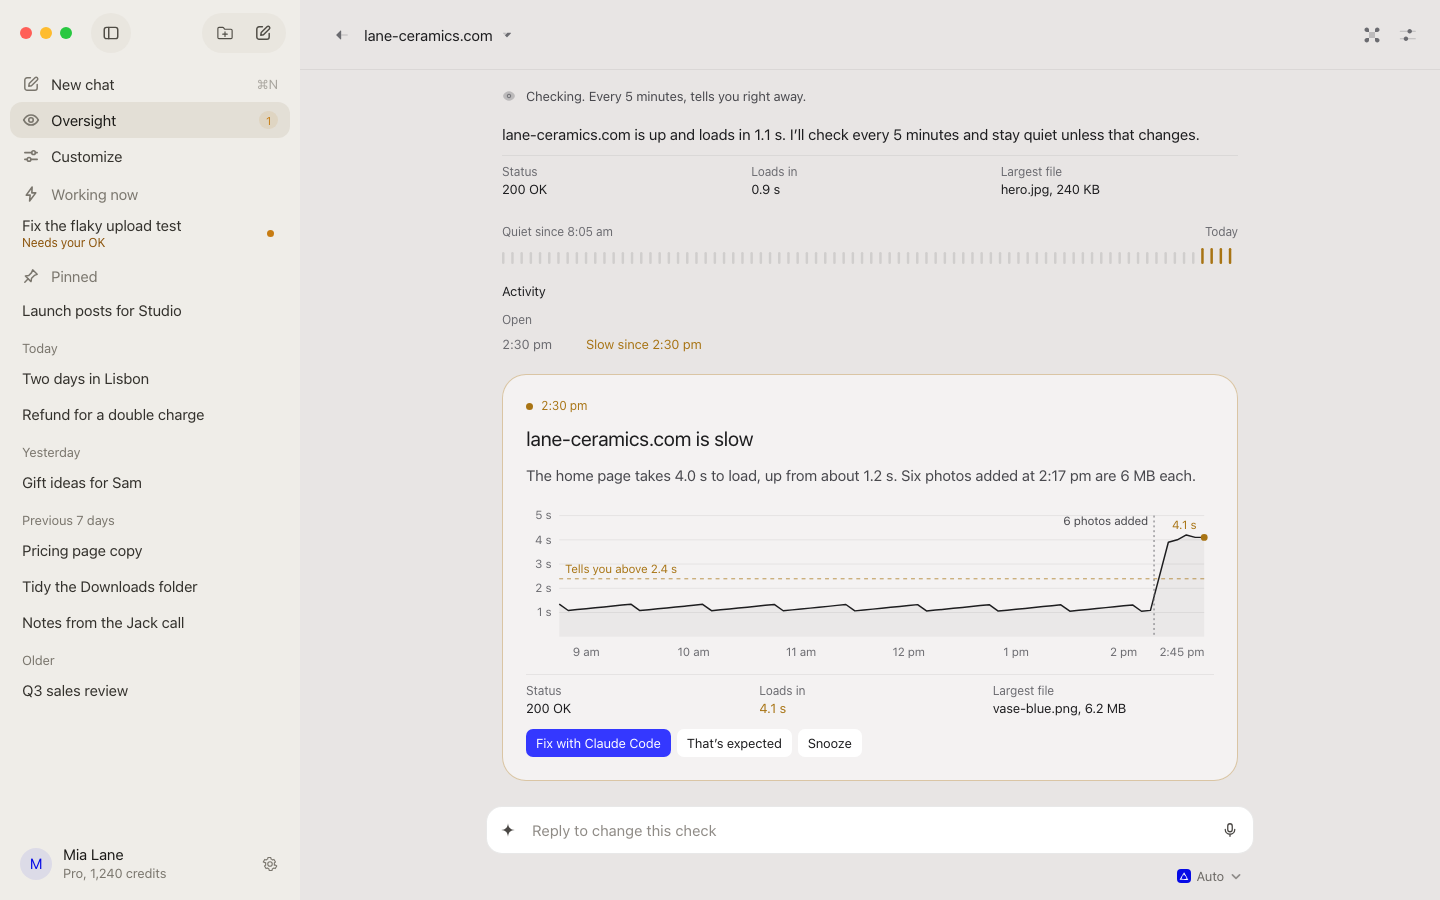 New chat
⌘N
Oversight
1
Customize
Working now
Fix the flaky upload test
Needs your OK
Pinned
Launch posts for Studio
Today
Two days in Lisbon
Refund for a double charge
Yesterday
Gift ideas for Sam
Previous 7 days
Pricing page copy
Tidy the Downloads folder
Notes from the Jack call
Older
Q3 sales review
M
Mia Lane
Pro, 1,240 credits
lane-ceramics.com
Checking. Every 5 minutes, tells you right away.
lane-ceramics.com is up and loads in 1.1 s. I’ll check every 5 minutes and stay quiet unless that changes.
Status
Loads in
Largest file
200 OK
0.9 s
hero.jpg, 240 KB
Quiet since 8:05 am
Today
Activity
Open
2:30 pm
Slow since 2:30 pm
2:30 pm
lane-ceramics.com is slow
The home page takes 4.0 s to load, up from about 1.2 s. Six photos added at 2:17 pm are 6 MB each.
5 s
4 s
3 s
2 s
1 s
6 photos added
4.1 s
Tells you above 2.4 s
9 am
10 am
11 am
12 pm
1 pm
2 pm
2:45 pm
Status
Loads in
Largest file
200 OK
4.1 s
vase-blue.png, 6.2 MB
Fix with Claude Code
That’s expected
Snooze
Reply to change this check
Auto